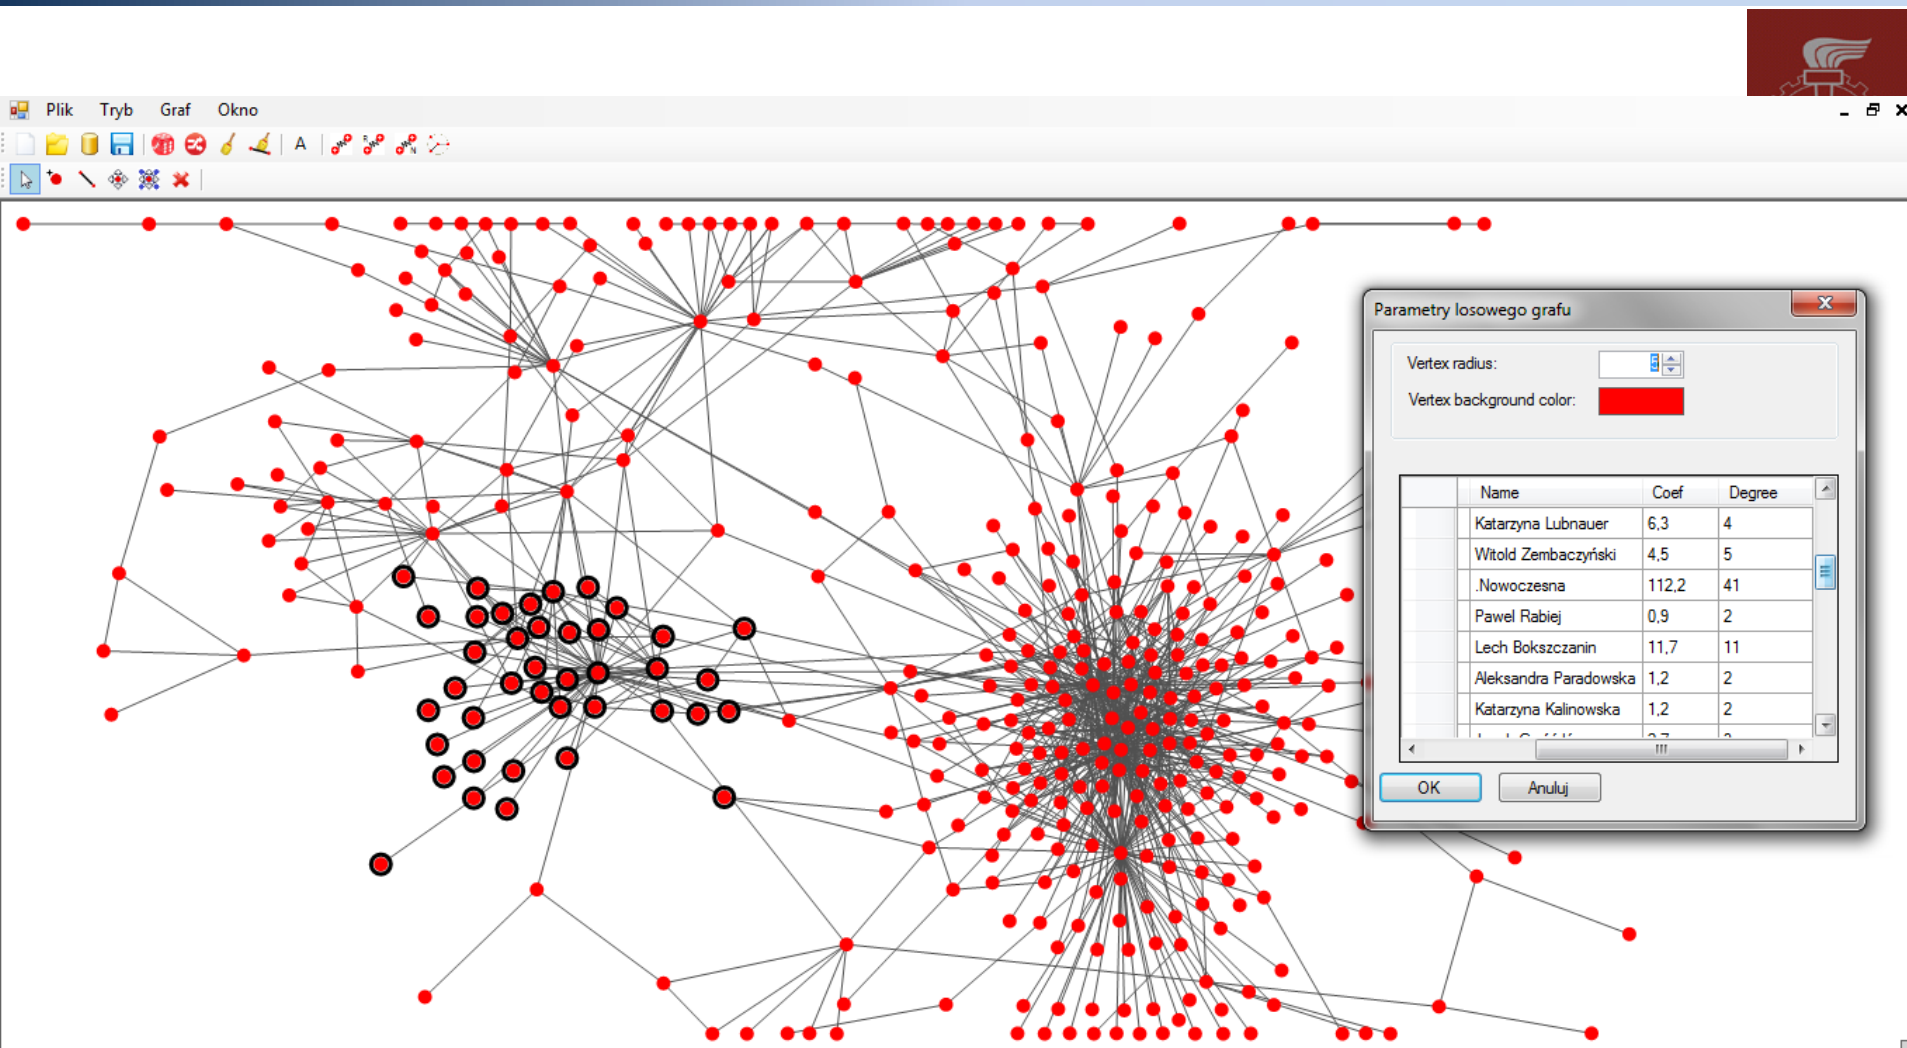 Plik Tryb Graf Okno
A
Parametry losowego grafu
Vertex radius: 5
Vertex background color:
Name Coef Degree
Katarzyna Lubnauer 6,3 4
Witold Zembaczyński 4,5 5
.Nowoczesna 112,2 41
Pawel Rabiej 0,9 2
Lech Bokszczanin 11,7 11
Aleksandra Paradowska 1,2 2
Katarzyna Kalinowska 1,2 2
OK Anuluj